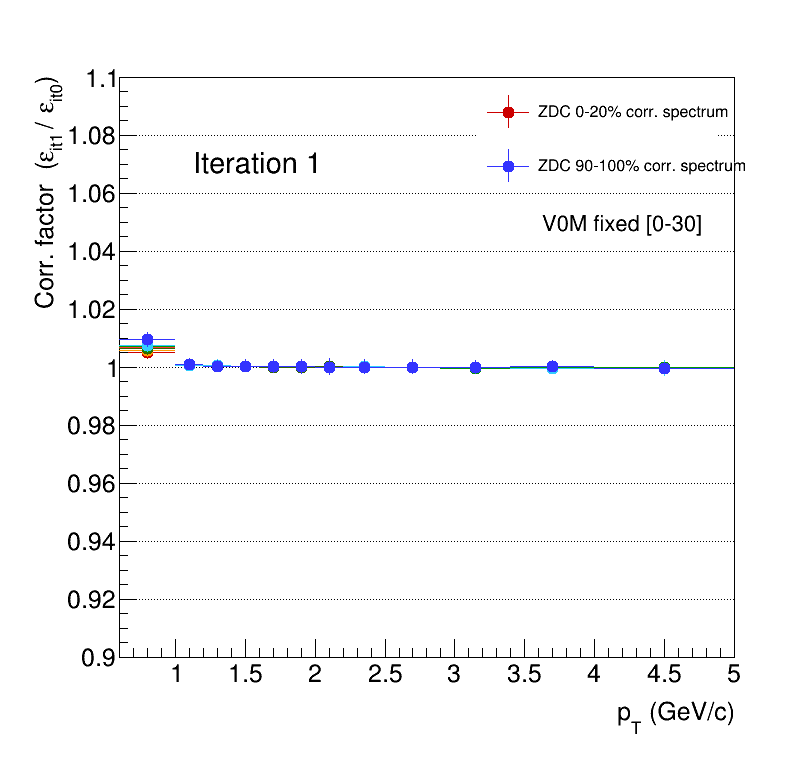 Corr. factor (ε_it1 / ε_it0)
1.1
1.08
1.06
1.04
1.02
1
0.98
0.96
0.94
0.92
0.9
ZDC 0-20% corr. spectrum
ZDC 90-100% corr. spectrum
Iteration 1
V0M fixed [0-30]
1 1.5 2 2.5 3 3.5 4 4.5 5
p_T (GeV/c)